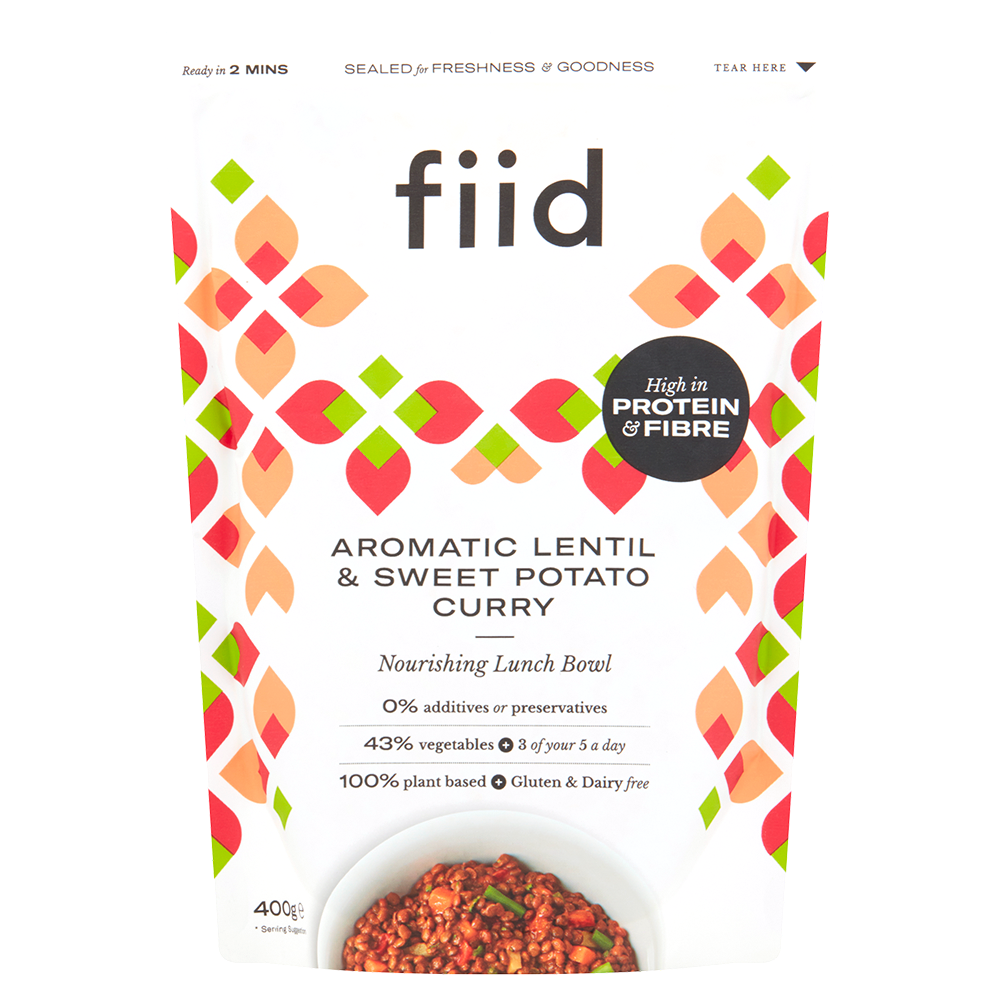 Ready in 2 MINS
SEALED for FRESHNESS & GOODNESS
TEAR HERE
fiid
High in
PROTEIN
& FIBRE
AROMATIC LENTIL
& SWEET POTATO
CURRY
Nourishing Lunch Bowl
0% additives or preservatives
43% vegetables + 3 of your 5 a day
100% plant based + Gluten & Dairy free
400g e
* Serving Suggestion